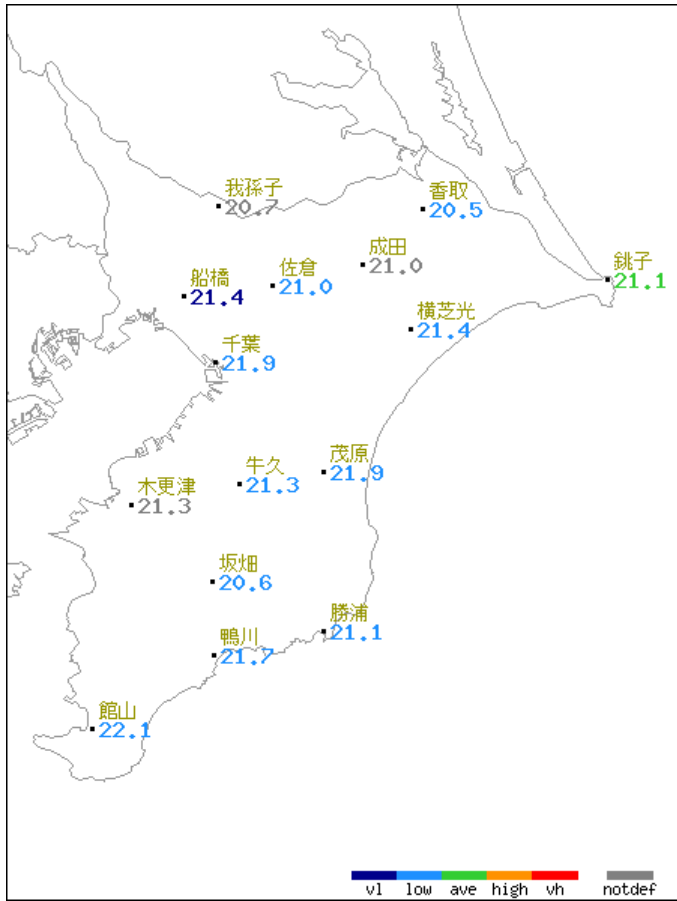 我孫子
20.7
香取
20.5
成田
21.0
佐倉
21.0
船橋
21.4
銚子
21.1
横芝光
21.4
千葉
21.9
茂原
21.9
牛久
21.3
木更津
21.3
坂畑
20.6
勝浦
21.1
鴨川
21.7
館山
22.1
vl low ave high vh notdef